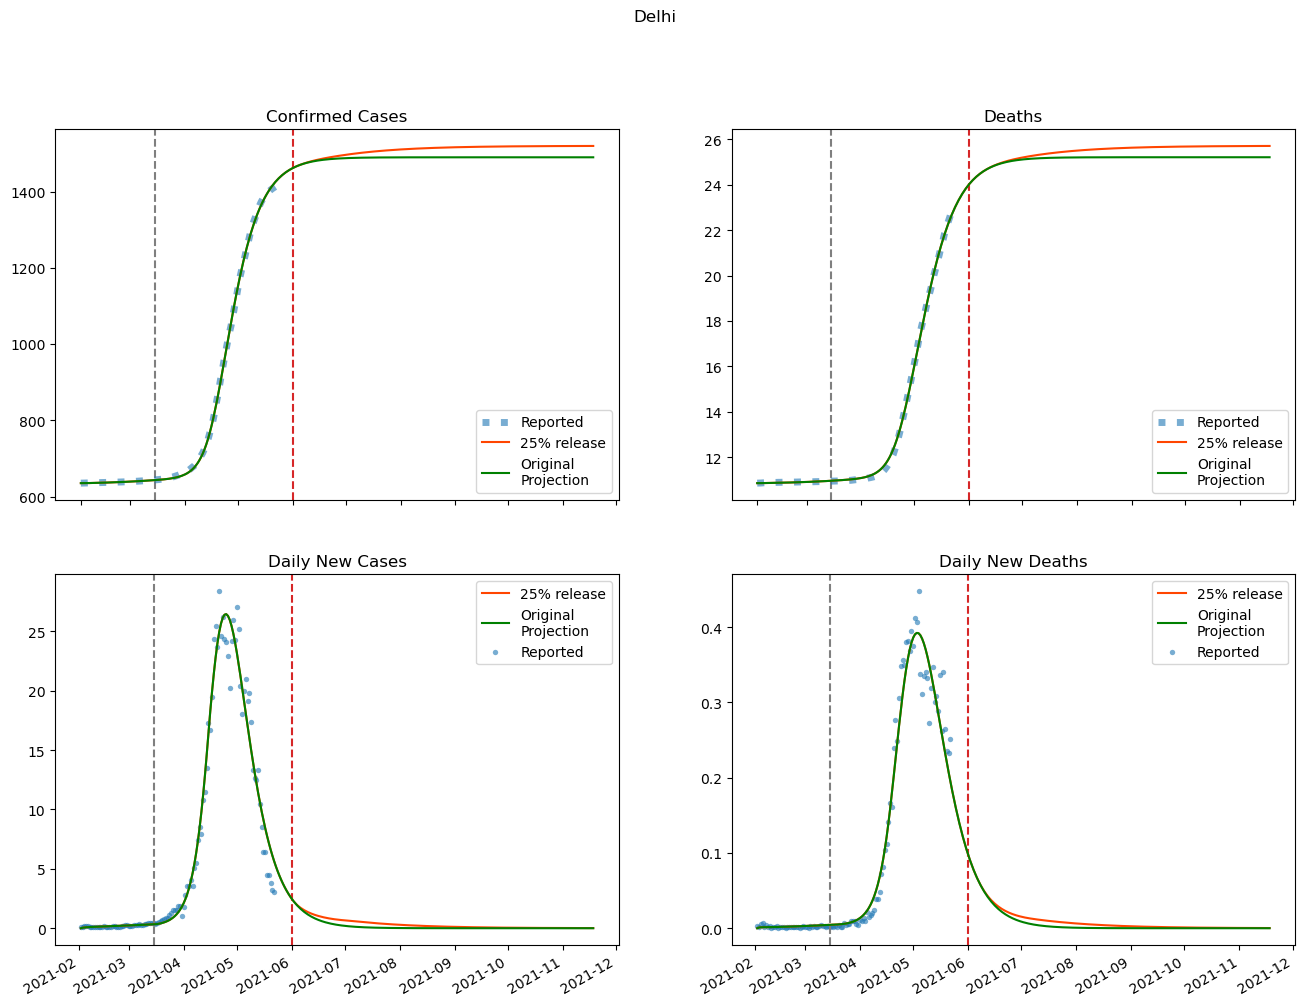 Delhi
Confirmed Cases
1400
1200
1000
800
600
Reported
25% release
Original
Projection
Deaths
26
24
22
20
18
16
14
12
Reported
25% release
Original
Projection
Daily New Cases
25
20
15
10
5
0
25% release
Original
Projection
Reported
2021-02
2021-03
2021-04
2021-05
2021-06
2021-07
2021-08
2021-09
2021-10
2021-11
2021-12
Daily New Deaths
0.4
0.3
0.2
0.1
0.0
25% release
Original
Projection
Reported
2021-02
2021-03
2021-04
2021-05
2021-06
2021-07
2021-08
2021-09
2021-10
2021-11
2021-12